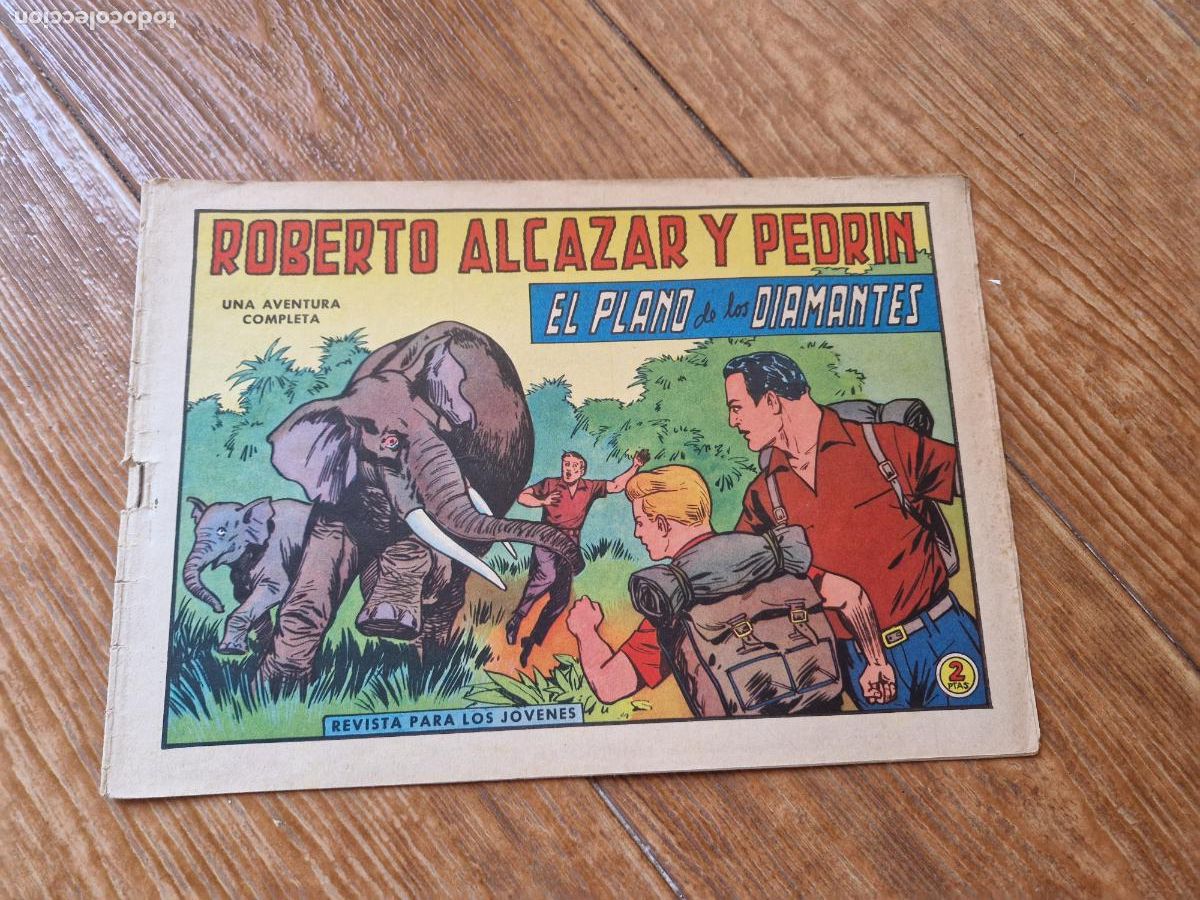 todocoleccion
ROBERTO ALCAZAR Y PEDRIN
UNA AVENTURA
COMPLETA
EL PLANO de los DIAMANTES
2
PTAS
REVISTA PARA LOS JOVENES